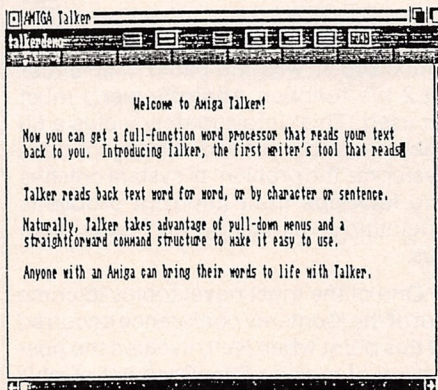 AMIGA Talker
talkerdemo
Welcome to Amiga Talker!
Now you can get a full-function word processor that reads your text
back to you. Introducing Talker, the first writer's tool that reads
Talker reads back text word for word, or by character or sentence.
Naturally, Talker takes advantage of pull-down menus and a
straightforward command structure to make it easy to use.
Anyone with an Amiga can bring their words to life with Talker.